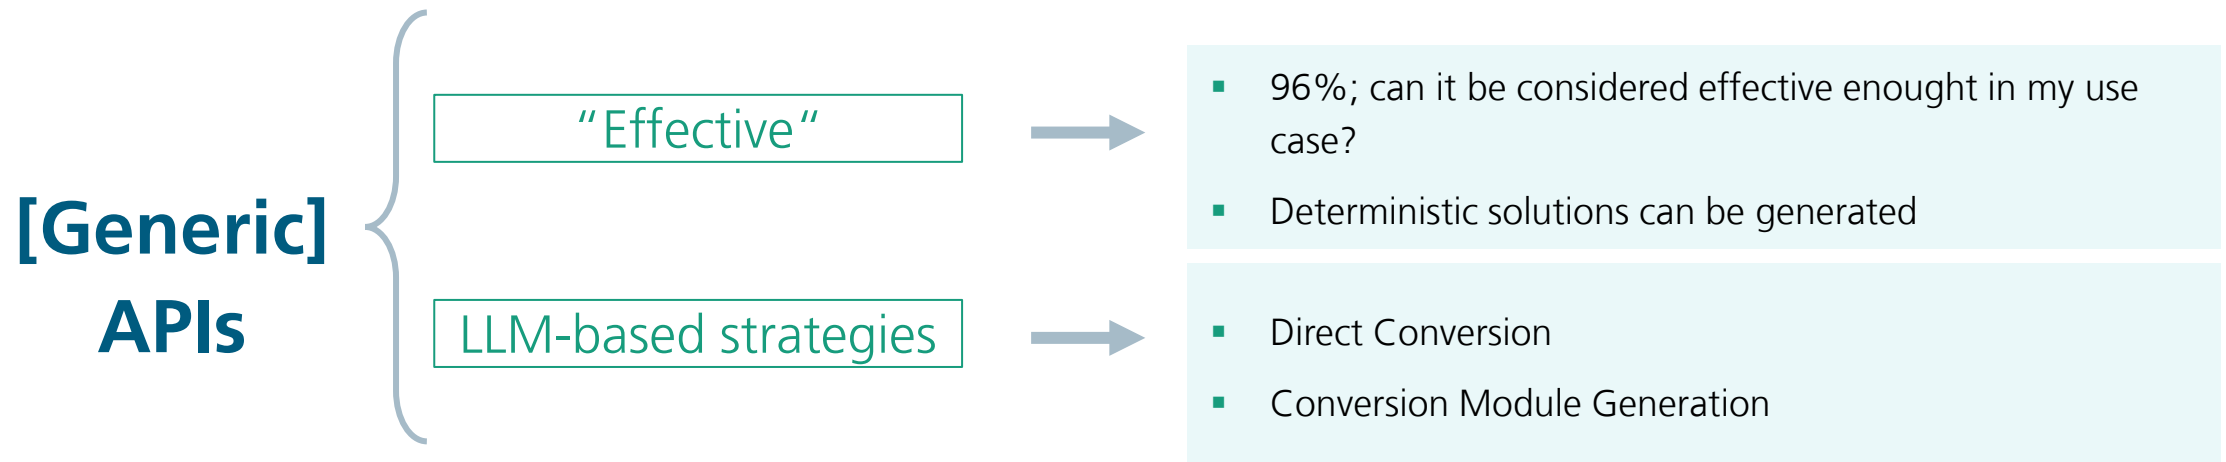 [Generic]
APIs
“Effective“
LLM-based strategies
▪ 96%; can it be considered effective enought in my use
case?
▪ Deterministic solutions can be generated
▪ Direct Conversion
▪ Conversion Module Generation